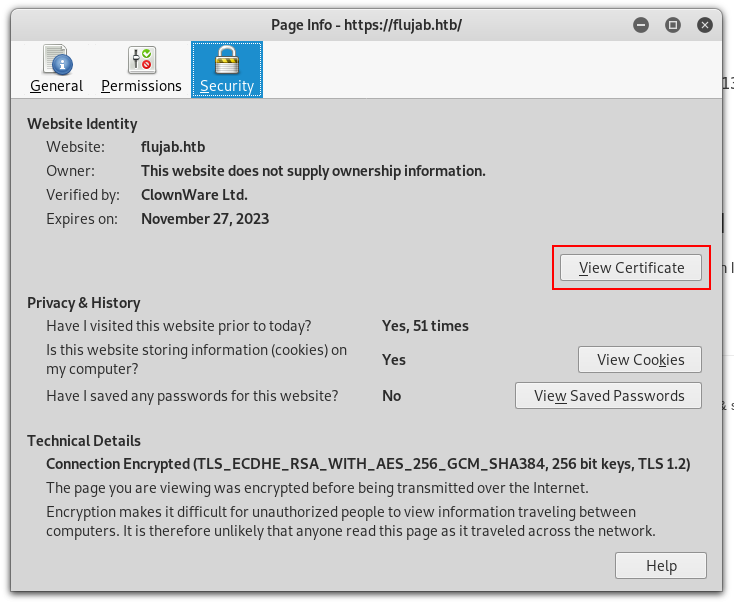 Page Info - https://flujab.htb/
General Permissions Security
Website Identity
Website: flujab.htb
Owner: This website does not supply ownership information.
Verified by: ClownWare Ltd.
Expires on: November 27, 2023
View Certificate
Privacy & History
Have I visited this website prior to today? Yes, 51 times
Is this website storing information (cookies) on
my computer? Yes View Cookies
Have I saved any passwords for this website? No View Saved Passwords
Technical Details
Connection Encrypted (TLS_ECDHE_RSA_WITH_AES_256_GCM_SHA384, 256 bit keys, TLS 1.2)
The page you are viewing was encrypted before being transmitted over the Internet.
Encryption makes it difficult for unauthorized people to view information traveling between
computers. It is therefore unlikely that anyone read this page as it traveled across the network.
Help